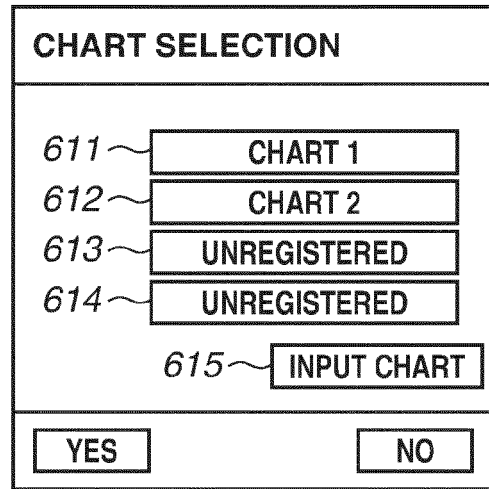 CHART SELECTION
611 CHART 1
612 CHART 2
613 UNREGISTERED
614 UNREGISTERED
615 INPUT CHART
YES NO